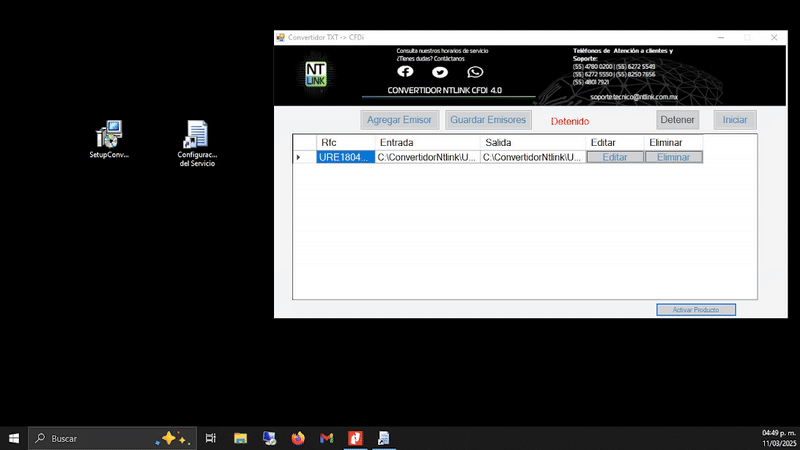 Convertidor TXT -> CFDi
NT
LINK
Consulta nuestros horarios de servicio
¿Tienes dudas? Contáctanos
CONVERTIDOR NTLINK CFDI 4.0
Teléfonos de Atención a clientes y
Soporte:
(55) 4780 0200 | (55) 6272 5549
(55) 6272 5550 | (55) 8250 7656
(55) 4801 7921
soporte.tecnico@ntlink.com.mx
Agregar Emisor
Guardar Emisores
Detenido
Detener
Iniciar
Rfc Entrada Salida Editar Eliminar
URE1804... C:\ConvertidorNtlink\U... C:\ConvertidorNtlink\U... Editar Eliminar
Activar Producto
SetupConv...
Configurac...
del Servicio
Buscar
04:49 p. m.
11/03/2025